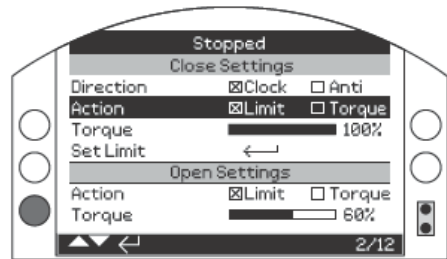 Stopped
Close Settings
Direction ☒Clock ☐Anti
Action ☒Limit ☐Torque
Torque 100%
Set Limit
Open Settings
Action ☒Limit ☐Torque
Torque 60%
2/12